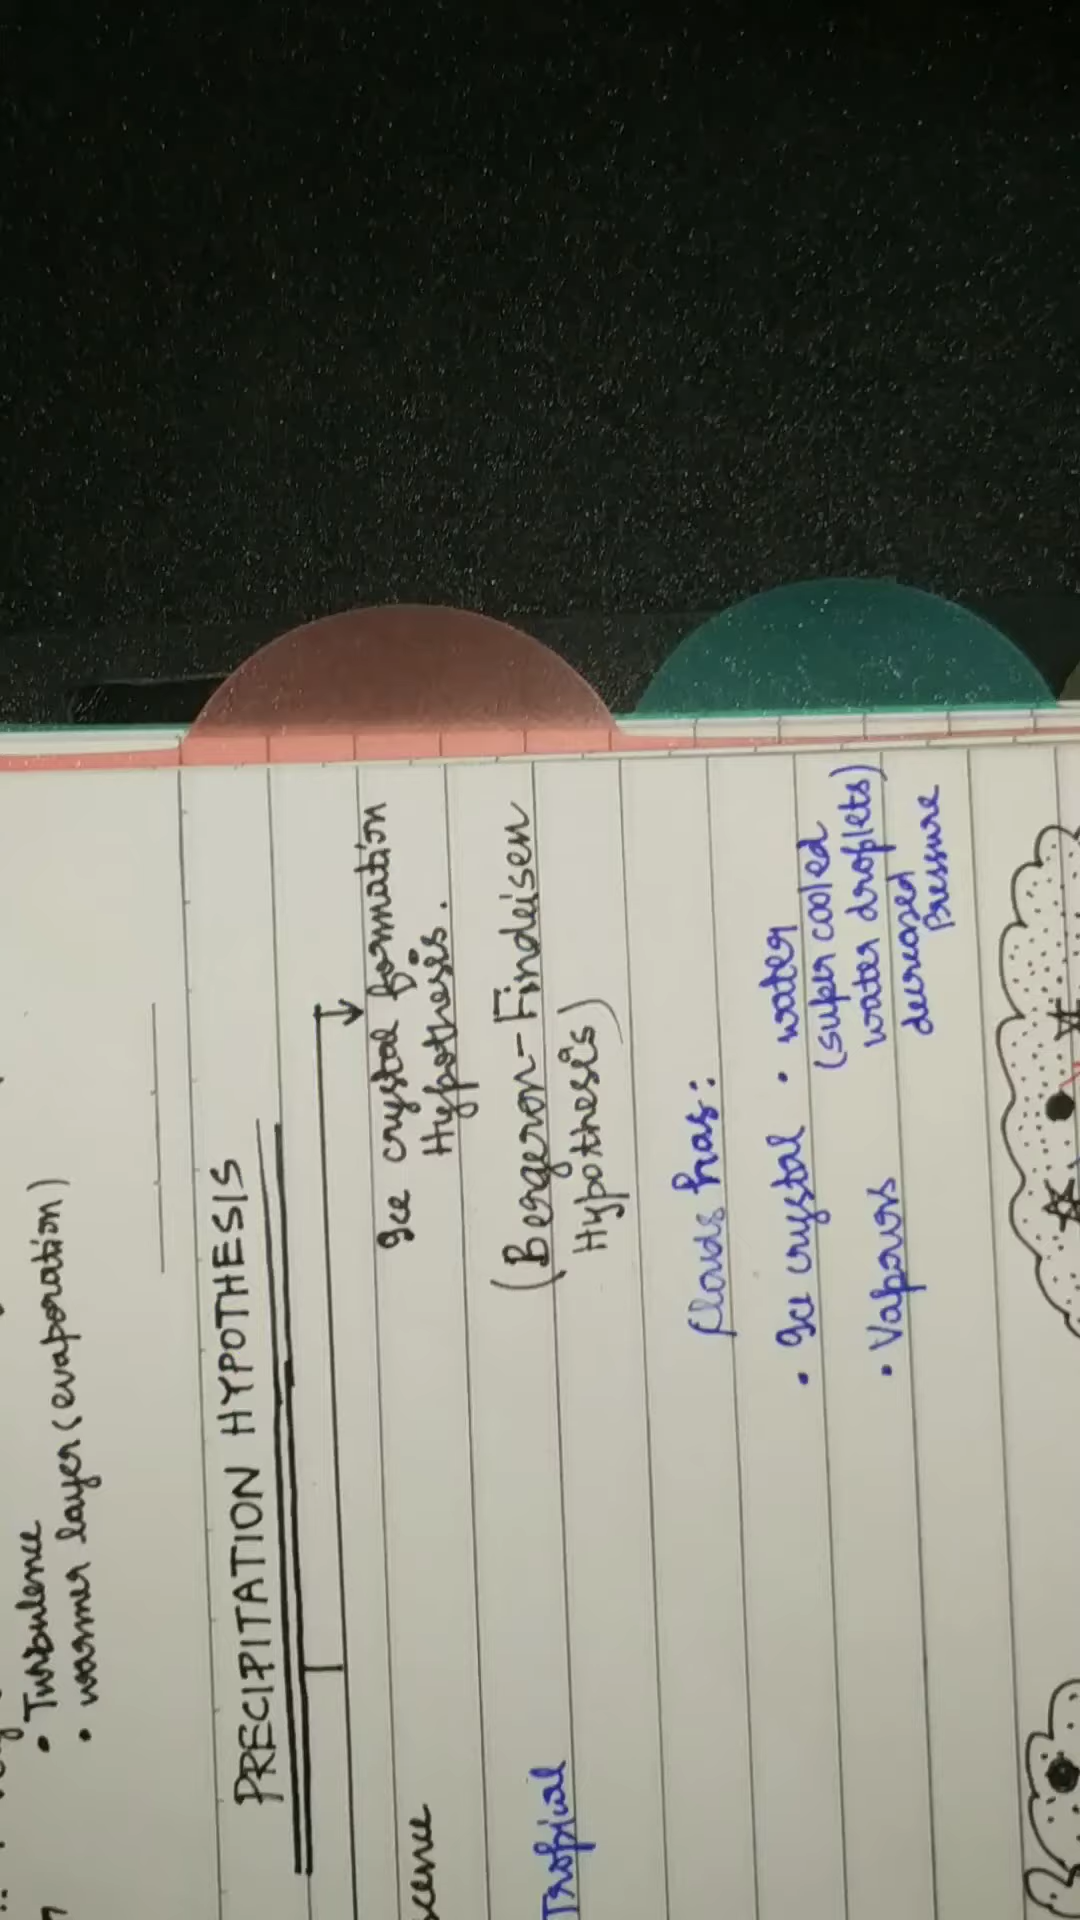 • Turbulence
• warmer layer (evaporation)
PRECIPITATION HYPOTHESIS
Ice crystal formation
Hypothesis.
(Bergeron-Findeisen
Hypothesis)
Clouds has:
• Ice crystal • water
(super cooled
water droplets)
• Vapours
decreased
Pressure
cence
Tropical